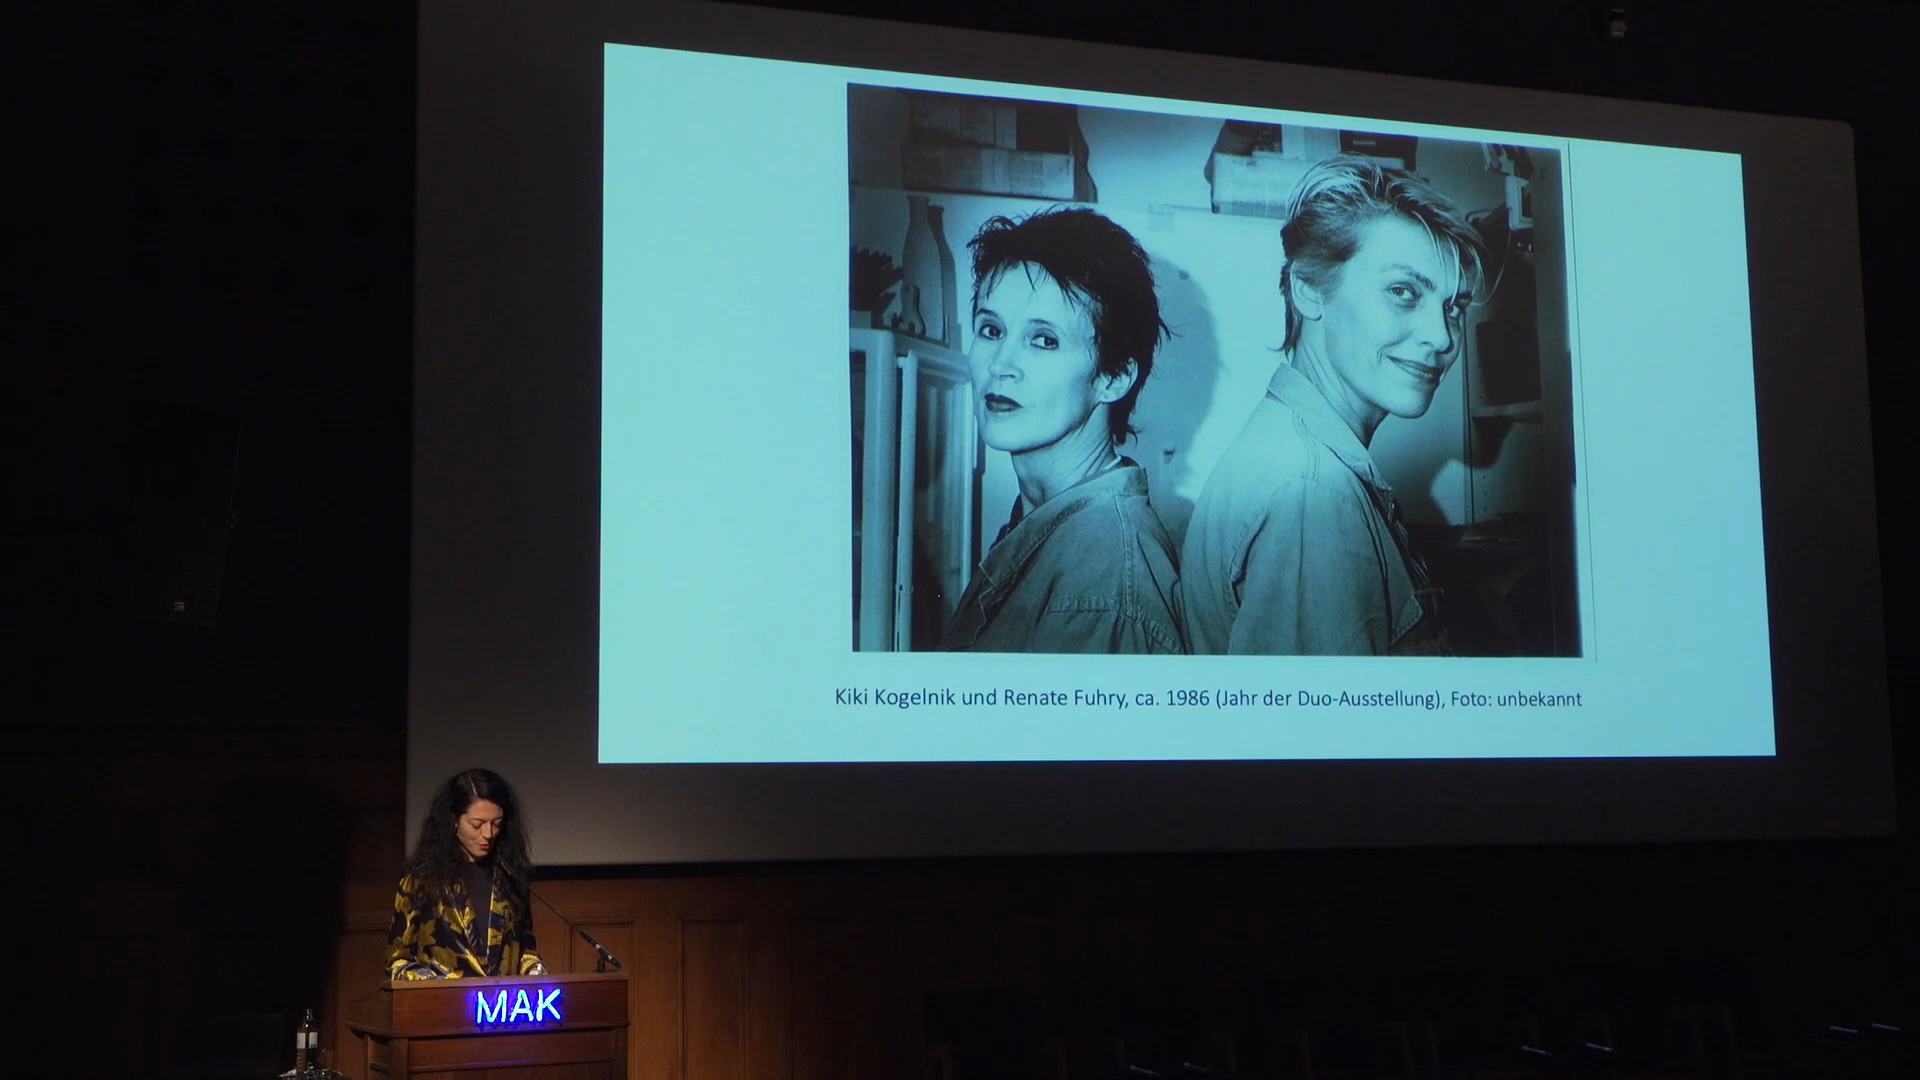 Kiki Kogelnik und Renate Fuhry, ca. 1986 (Jahr der Duo-Ausstellung), Foto: unbekannt
MAK